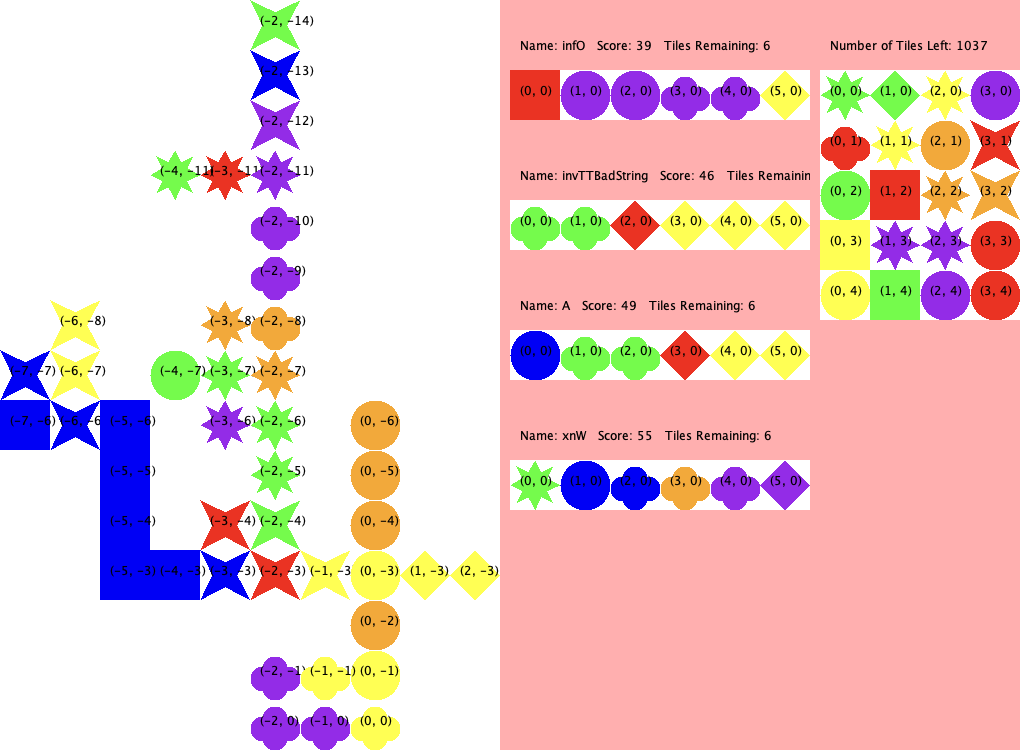 (-2, -14)
(-2, -13)
(-2, -12)
(-4, -11) (-3, -11) (-2, -11)
(-2, -10)
(-2, -9)
(-6, -8) (-3, -8) (-2, -8)
(-7, -7) (-6, -7) (-4, -7) (-3, -7) (-2, -7)
(-7, -6) (-6, -6 (-5, -6) (-3, -6) (-2, -6) (0, -6)
(-5, -5) (-2, -5) (0, -5)
(-5, -4) (-3, -4) (-2, -4) (0, -4)
(-5, -3) (-4, -3) (-3, -3) (-2, -3) (-1, -3 (0, -3) (1, -3) (2, -3)
(0, -2)
(-2, -1) (-1, -1) (0, -1)
(-2, 0) (-1, 0) (0, 0)
Name: infO Score: 39 Tiles Remaining: 6
(0, 0) (1, 0) (2, 0) (3, 0) (4, 0) (5, 0)
Name: invTTBadString Score: 46 Tiles Remainin
(0, 0) (1, 0) (2, 0) (3, 0) (4, 0) (5, 0)
Name: A Score: 49 Tiles Remaining: 6
(0, 0) (1, 0) (2, 0) (3, 0) (4, 0) (5, 0)
Name: xnW Score: 55 Tiles Remaining: 6
(0, 0) (1, 0) (2, 0) (3, 0) (4, 0) (5, 0)
Number of Tiles Left: 1037
(0, 0) (1, 0) (2, 0) (3, 0)
(0, 1) (1, 1) (2, 1) (3, 1)
(0, 2) (1, 2) (2, 2) (3, 2)
(0, 3) (1, 3) (2, 3) (3, 3)
(0, 4) (1, 4) (2, 4) (3, 4)